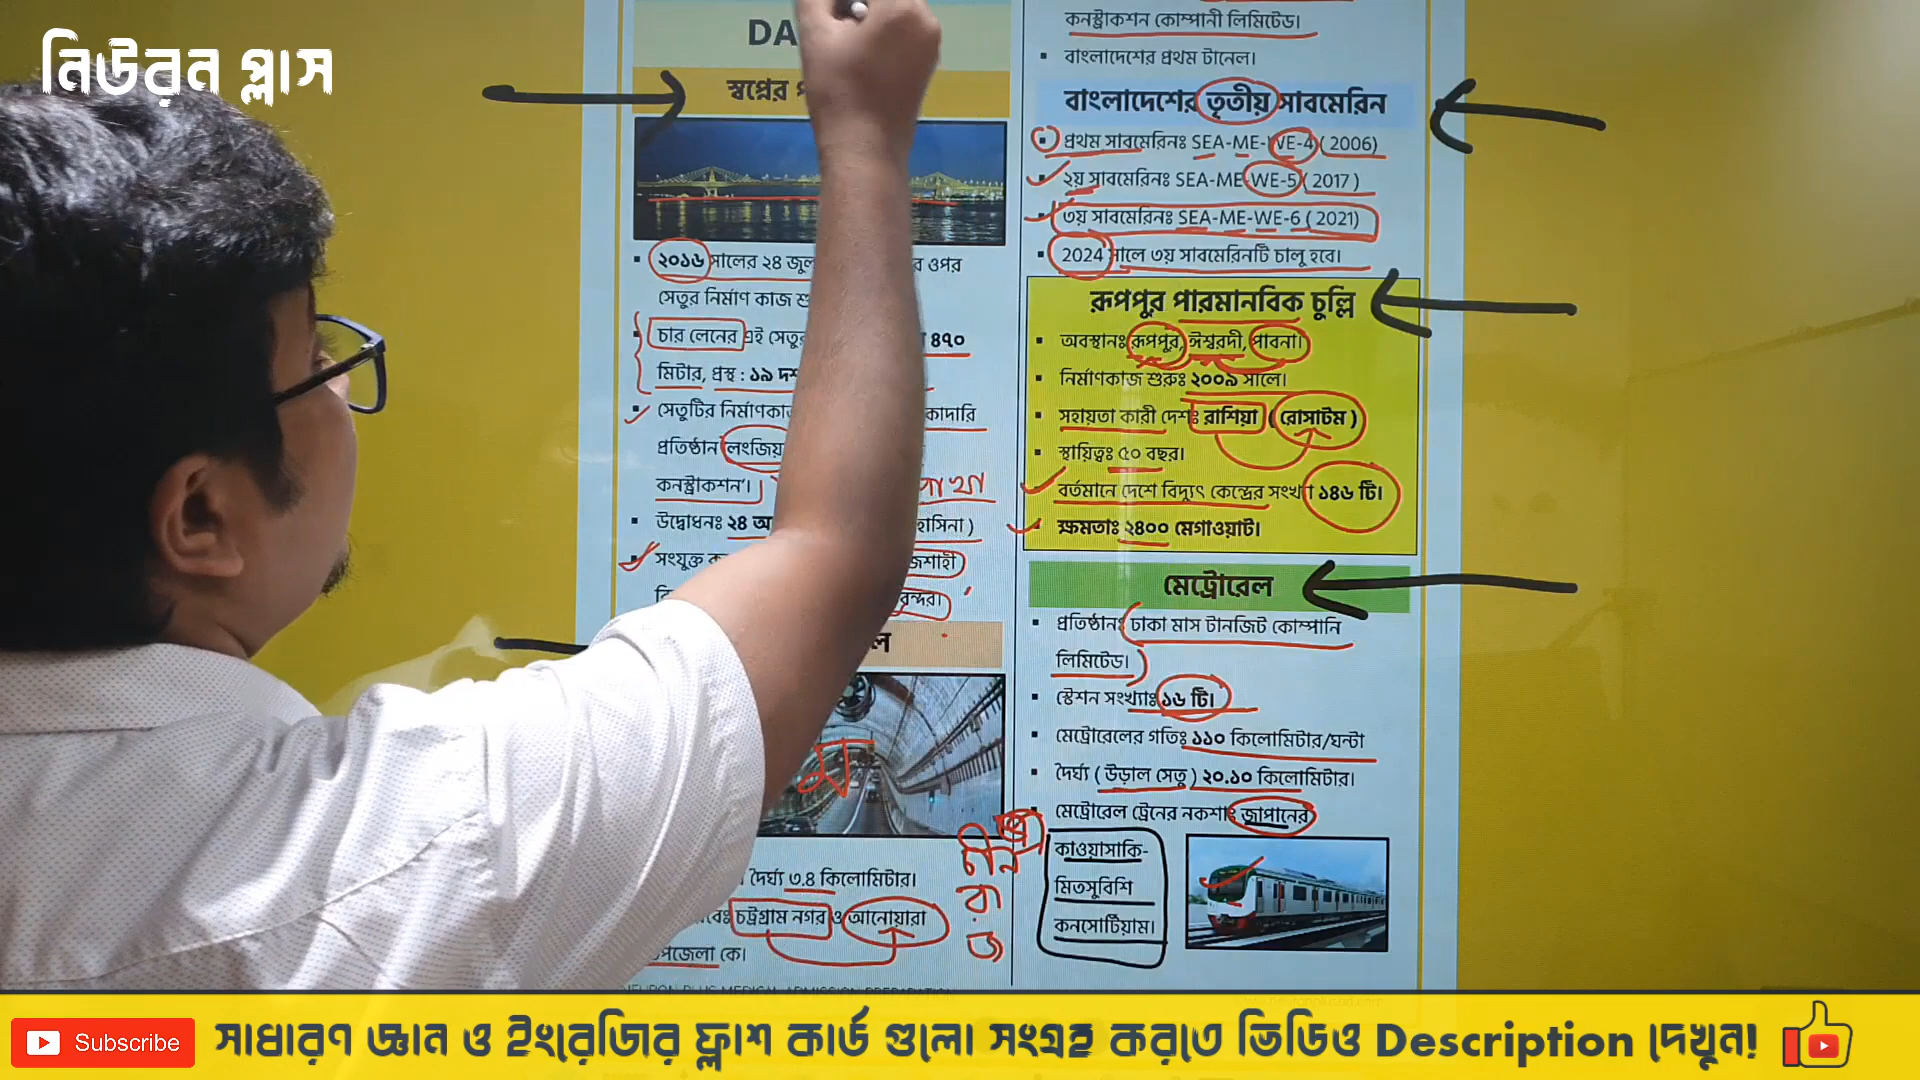 নিউরন প্লাস
DA
স্বপ্নের
২০১৬ সালের ২৪ ওপর
সেতুর নির্মাণ কাজ
চার লেনের এই ৪৭০
মিটার, প্রস্থ : ১৯
সেতুটির
প্রতিষ্ঠান
কনস্ট্রাকশন’।
উদ্বোধনঃ ২৪ হাসিনা )
সংযুক্ত
দৈর্ঘ্য ৩.৪ কিলোমিটার।
চট্টগ্রাম নগর ও আনোয়ারা
কে।
কনস্ট্রাকশন কোম্পানী লিমিটেড।
বাংলাদেশের প্রথম টানেল।
বাংলাদেশের তৃতীয় সাবমেরিন
প্রথম সাবমেরিনঃ SEA-ME-WE-4 ( 2006)
২য় সাবমেরিনঃ SEA-ME-WE-5 ( 2017 )
৩য় সাবমেরিনঃ SEA-ME-WE-6 ( 2021)
2024 সালে ৩য় সাবমেরিনটি চালু হবে।
রূপপুর পারমানবিক চুল্লি
অবস্থানঃ রূপপুর, ঈশ্বরদী, পাবনা।
নির্মাণকাজ শুরুঃ ২০০৯ সালে।
সহায়তা কারী দেশঃ রাশিয়া ( রোসাটম )
স্থায়িত্বঃ ৫০ বছর।
বর্তমানে দেশে বিদ্যুৎ কেন্দ্রের সংখ্যা ১৪৬ টি।
ক্ষমতাঃ ২৪০০ মেগাওয়াট।
মেট্রোরেল
প্রতিষ্ঠানঃ ঢাকা মাস টানজিট কোম্পানি
লিমিটেড।
স্টেশন সংখ্যাঃ ১৬ টি।
মেট্রোরেলের গতিঃ ১১০ কিলোমিটার/ঘন্টা
দৈর্ঘ্য ( উড়াল সেতু ) ২০.১০ কিলোমিটার।
মেট্রোরেল ট্রেনের নকশাঃ জাপানের
কাওয়াসাকি-
মিতসুবিশি
কনসোর্টিয়াম।
Subscribe
সাধারণ জ্ঞান ও ইংরেজির ফ্লাশ কার্ড গুলো সংগ্রহ করতে ভিডিও Description দেখুন!